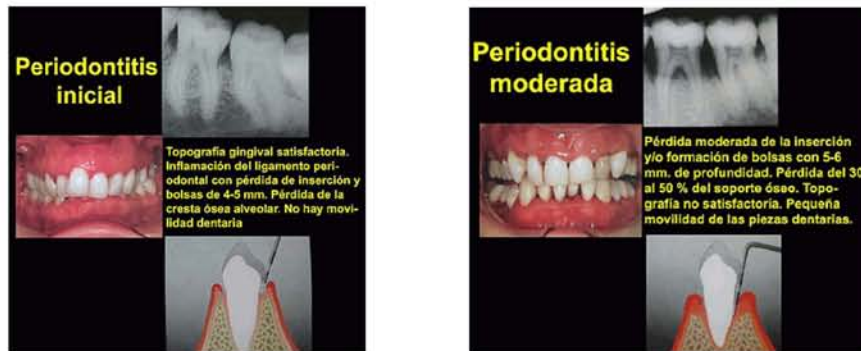 Periodontitis
inicial
Topografía gingival satisfactoria.
Inflamación del ligamento peri-
odontal con pérdida de inserción y
bolsas de 4-5 mm. Pérdida de la
cresta ósea alveolar. No hay movi-
lidad dentaria
Periodontitis
moderada
Pérdida moderada de la inserción
y/o formación de bolsas con 5-6
mm. de profundidad. Pérdida del 30
al 50 % del soporte óseo. Topo-
grafía no satisfactoria. Pequeña
movilidad de las piezas dentarias.